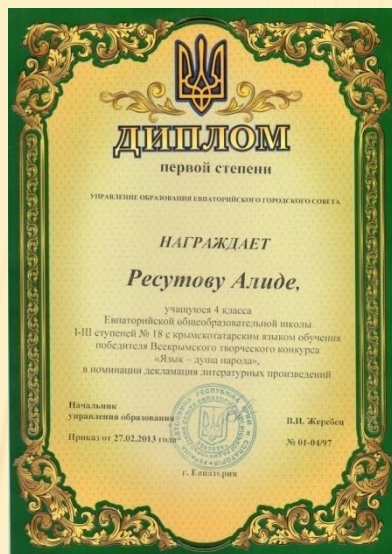 ДИПЛОМ
первой степени
УПРАВЛЕНИЕ ОБРАЗОВАНИЯ ЕВПАТОРИЙСКОГО ГОРОДСКОГО СОВЕТА
НАГРАЖДАЕТ
Ресутову Алиде,
учащуюся 4 класса
Евпаторийской общеобразовательной школы
I-III ступеней № 18 с крымскотатарским языком обучения
победителя Всекрымского творческого конкурса
«Язык – душа народа»,
в номинации декламация литературных произведений
Начальник
управления образования
В.И. Жеребец
Приказ от 27.02.2013 года
№ 01-04/97
г. Евпатория